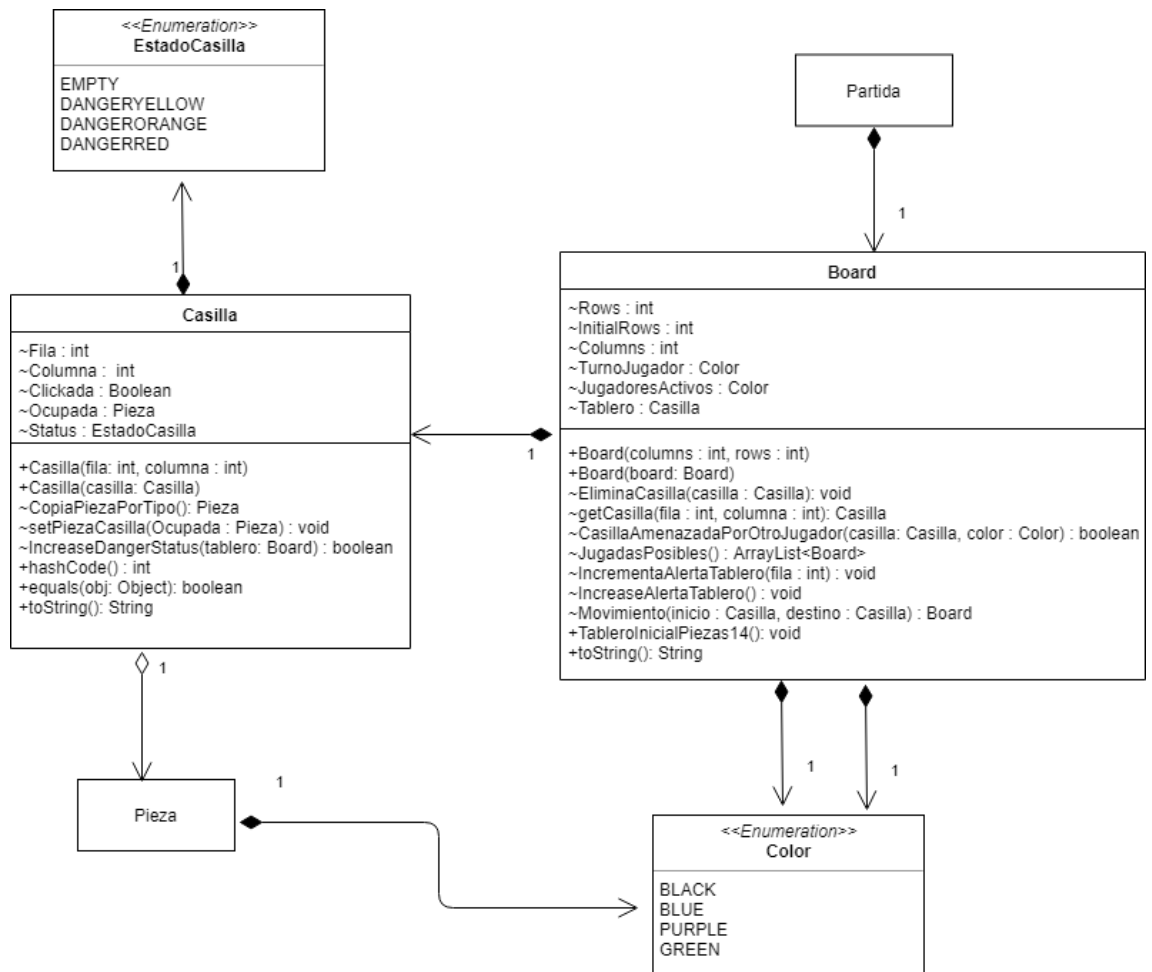 <<Enumeration>>
EstadoCasilla
EMPTY
DANGERYELLOW
DANGERORANGE
DANGERRED
Partida
1
1
Board
~Rows : int
~InitialRows : int
~Columns : int
~TurnoJugador : Color
~JugadoresActivos : Color
~Tablero : Casilla
+Board(columns : int, rows : int)
+Board(board: Board)
~EliminaCasilla(casilla : Casilla): void
~getCasilla(fila : int, columna : int): Casilla
~CasillaAmenazadaPorOtroJugador(casilla: Casilla, color : Color) : boolean
~JugadasPosibles() : ArrayList<Board>
~IncrementaAlertaTablero(fila : int) : void
~IncreaseAlertaTablero() : void
~Movimiento(inicio : Casilla, destino : Casilla) : Board
+TableroInicialPiezas14(): void
+toString(): String
Casilla
~Fila : int
~Columna :  int
~Clickada : Boolean
~Ocupada : Pieza
~Status : EstadoCasilla
+Casilla(fila: int, columna : int)
+Casilla(casilla: Casilla)
~CopiaPiezaPorTipo(): Pieza
~setPiezaCasilla(Ocupada : Pieza) : void
~IncreaseDangerStatus(tablero: Board) : boolean
+hashCode() : int
+equals(obj: Object): boolean
+toString(): String
1
1
1
1
1
Pieza
<<Enumeration>>
Color
BLACK
BLUE
PURPLE
GREEN